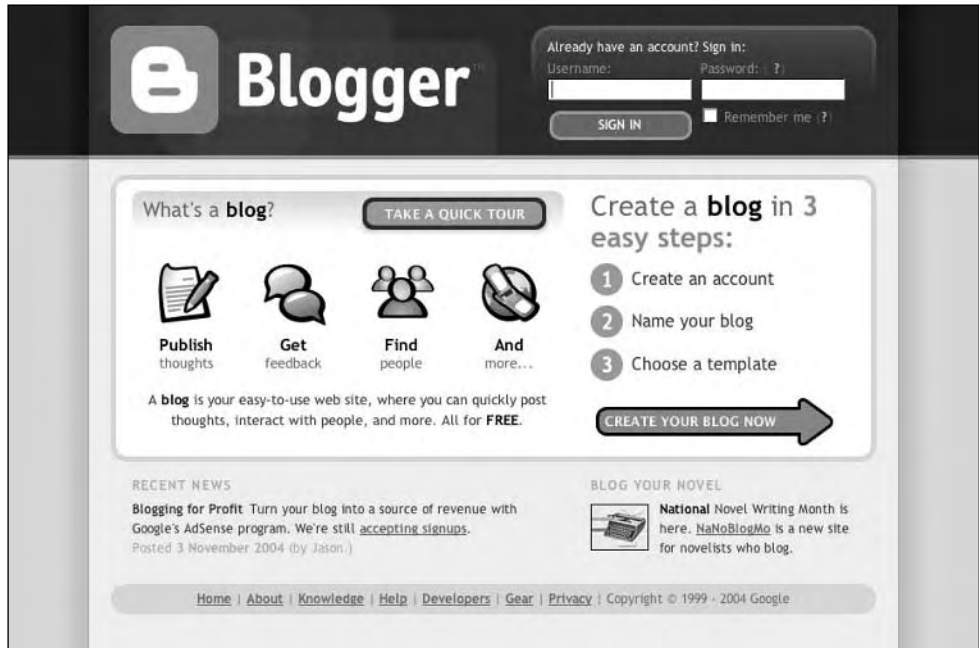 Blogger™
Already have an account? Sign in:
Username:
Password: (?)
SIGN IN
Remember me (?)
What's a blog?
TAKE A QUICK TOUR
Publish
thoughts
Get
feedback
Find
people
And
more...
A blog is your easy-to-use web site, where you can quickly post
thoughts, interact with people, and more. All for FREE.
Create a blog in 3
easy steps:
1 Create an account
2 Name your blog
3 Choose a template
CREATE YOUR BLOG NOW
RECENT NEWS
Blogging for Profit Turn your blog into a source of revenue with
Google's AdSense program. We're still accepting signups.
Posted 3 November 2004 (by Jason.)
BLOG YOUR NOVEL
National Novel Writing Month is
here. NaNoBlogMo is a new site
for novelists who blog.
Home | About | Knowledge | Help | Developers | Gear | Privacy | Copyright © 1999 - 2004 Google